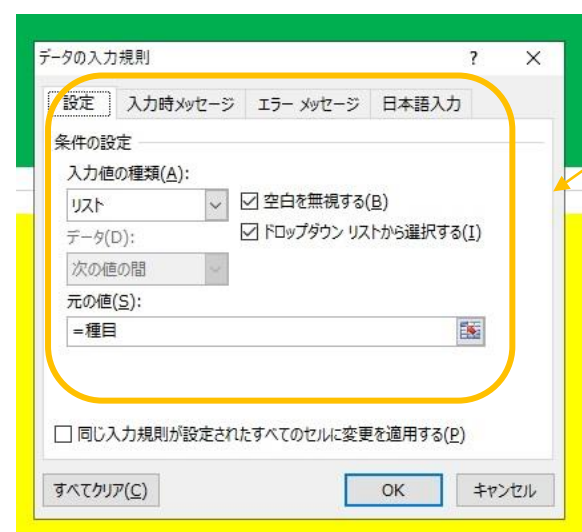 データの入力規則 ? ×
設定 入力時メッセージ エラー メッセージ 日本語入力
条件の設定
入力値の種類(A):
リスト ☑ 空白を無視する(B)
データ(D): ☑ ドロップダウン リストから選択する(I)
次の値の間
元の値(S):
=種目
☐ 同じ入力規則が設定されたすべてのセルに変更を適用する(P)
すべてクリア(C) OK キャンセル